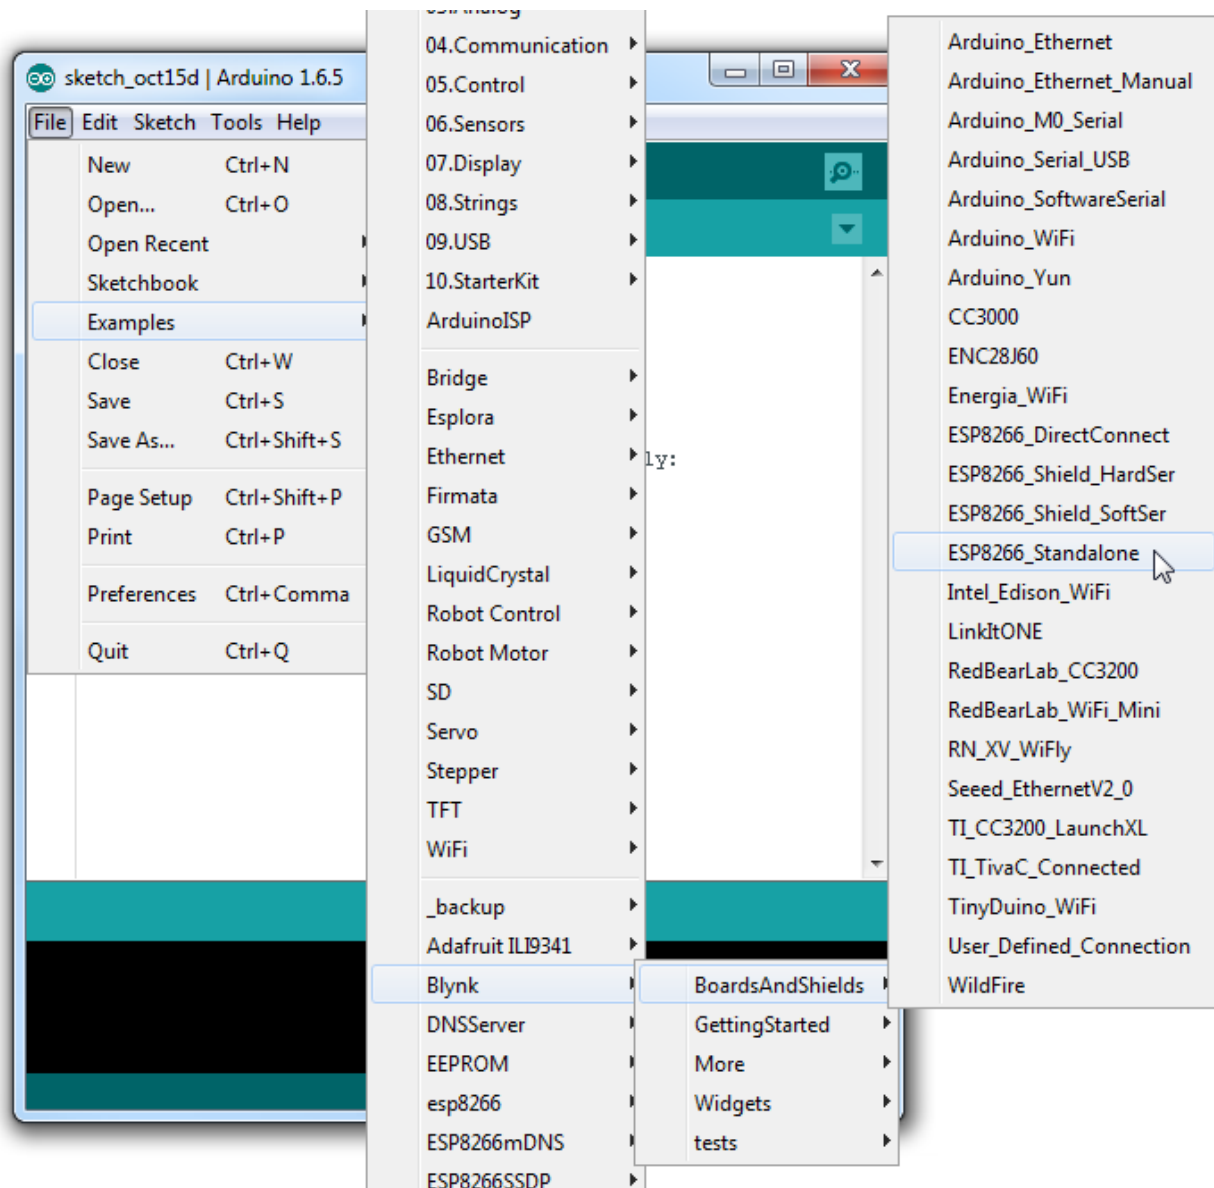 sketch_oct15d | Arduino 1.6.5
File Edit Sketch Tools Help
New Ctrl+N
Open... Ctrl+O
Open Recent
Sketchbook
Examples
Close Ctrl+W
Save Ctrl+S
Save As... Ctrl+Shift+S
Page Setup Ctrl+Shift+P
Print Ctrl+P
Preferences Ctrl+Comma
Quit Ctrl+Q
04.Communication
05.Control
06.Sensors
07.Display
08.Strings
09.USB
10.StarterKit
ArduinoISP
Bridge
Esplora
Ethernet
Firmata
GSM
LiquidCrystal
Robot Control
Robot Motor
SD
Servo
Stepper
TFT
WiFi
_backup
Adafruit ILI9341
Blynk
DNSServer
EEPROM
esp8266
ESP8266mDNS
ESP8266SSDP
ly:
BoardsAndShields
GettingStarted
More
Widgets
tests
Arduino_Ethernet
Arduino_Ethernet_Manual
Arduino_M0_Serial
Arduino_Serial_USB
Arduino_SoftwareSerial
Arduino_WiFi
Arduino_Yun
CC3000
ENC28J60
Energia_WiFi
ESP8266_DirectConnect
ESP8266_Shield_HardSer
ESP8266_Shield_SoftSer
ESP8266_Standalone
Intel_Edison_WiFi
LinkItONE
RedBearLab_CC3200
RedBearLab_WiFi_Mini
RN_XV_WiFly
Seeed_EthernetV2_0
TI_CC3200_LaunchXL
TI_TivaC_Connected
TinyDuino_WiFi
User_Defined_Connection
WildFire